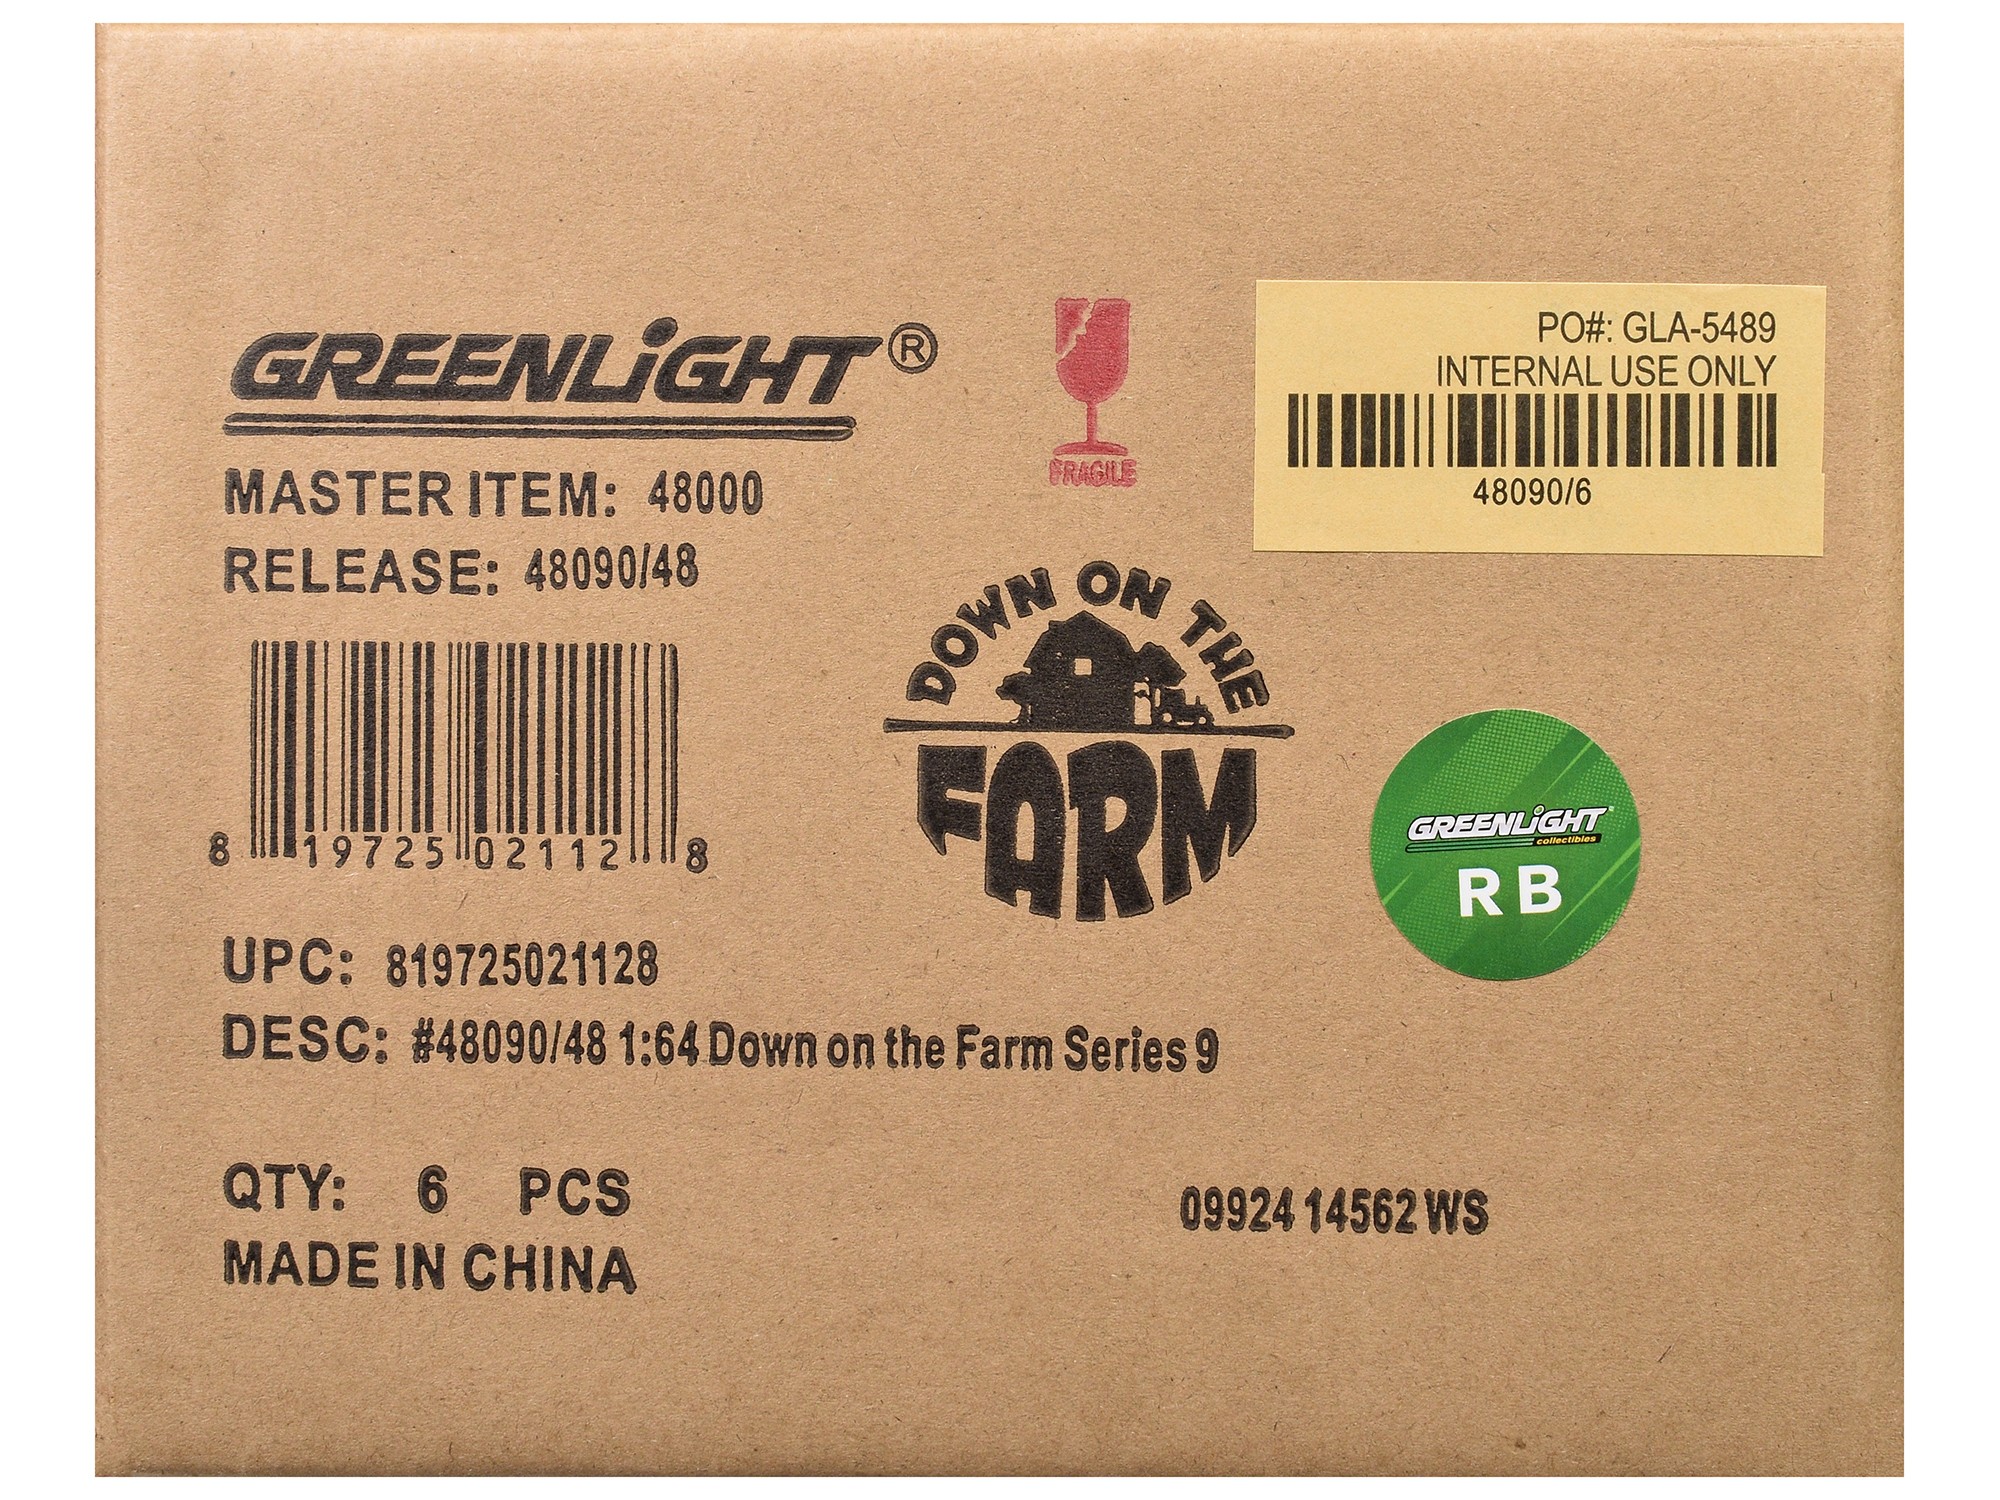 GREENLiGHT®
FRAGILE
PO#: GLA-5489
INTERNAL USE ONLY
48090/6
MASTER ITEM: 48000
RELEASE: 48090/48
8 19725 02112 8
DOWN ON THE
FARM
GREENLiGHT
collectibles
R B
UPC: 819725021128
DESC: #48090/48 1:64 Down on the Farm Series 9
QTY: 6 PCS
09924 14562 WS
MADE IN CHINA